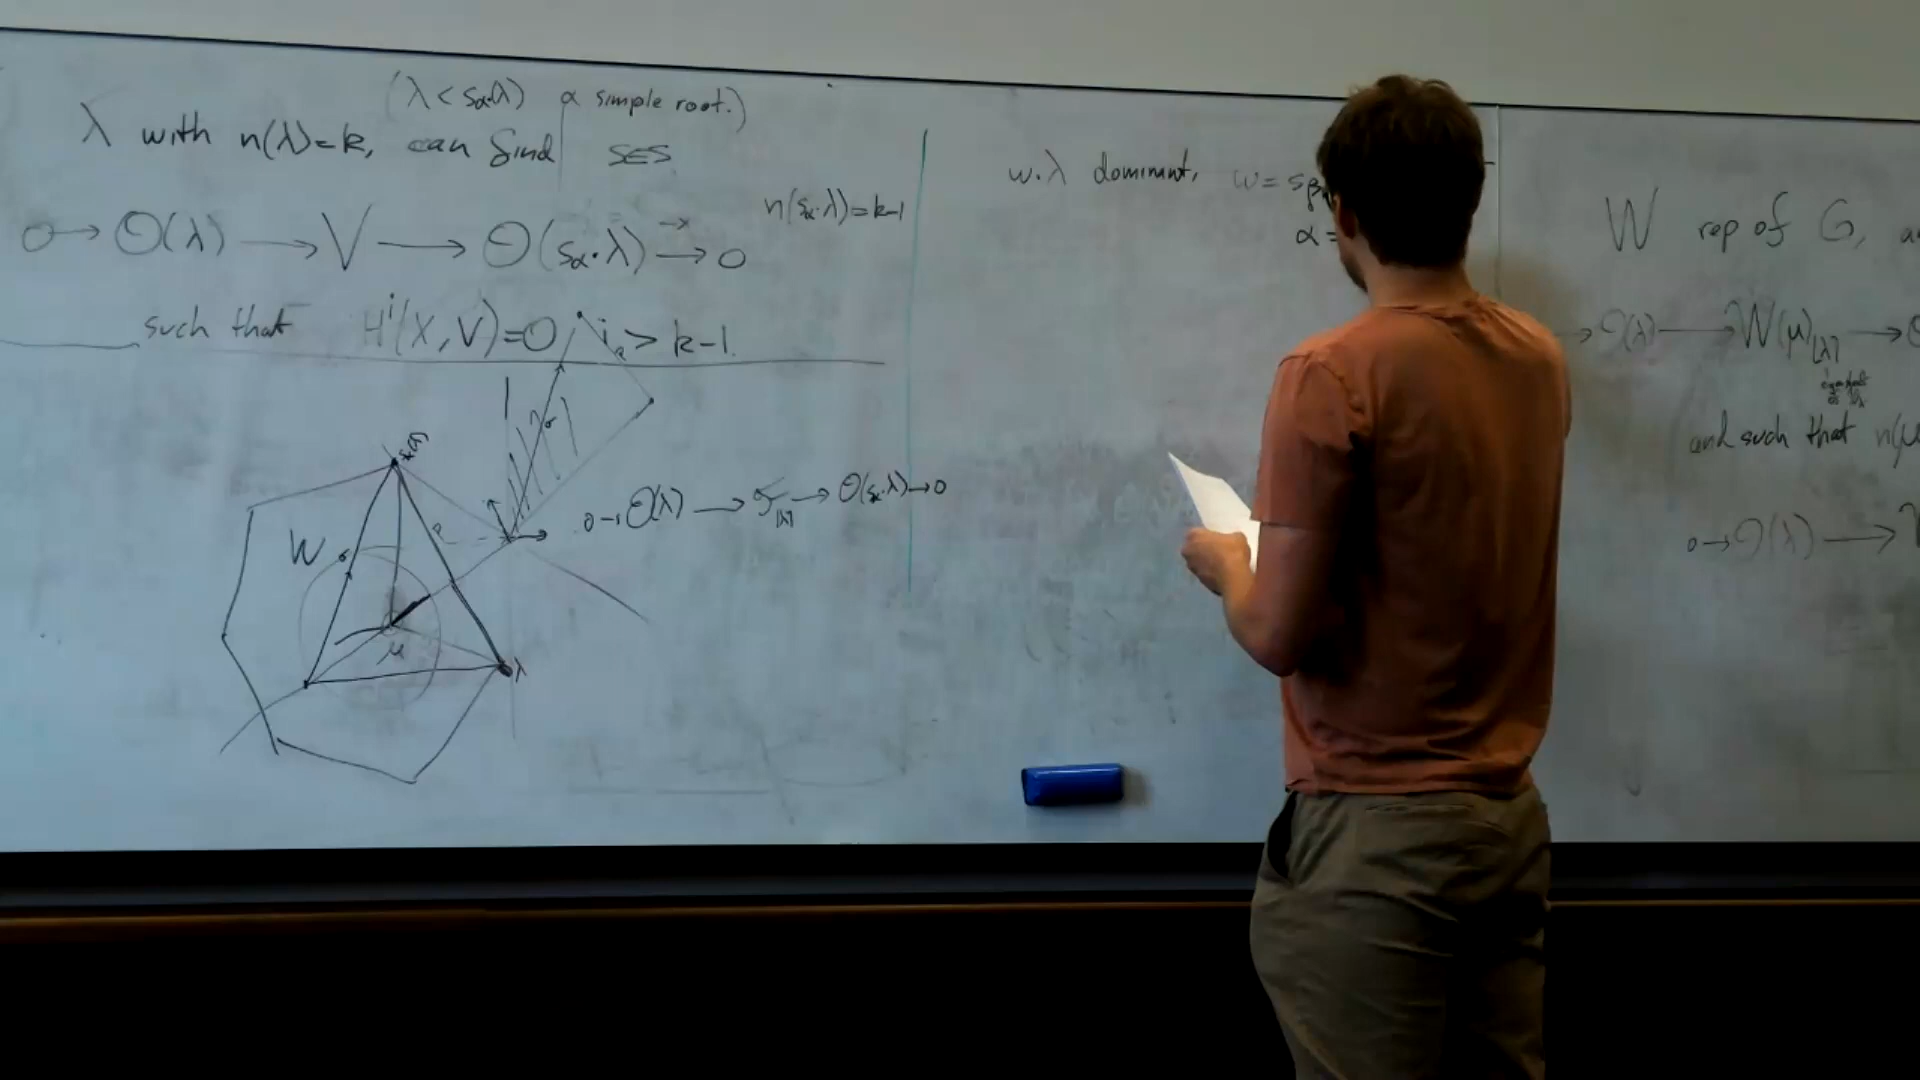 (λ < sα·λ) α simple root.)
λ with n(λ)=k, can find SES
n(sα·λ)=k-1
0 → O(λ) → V → O(sα·λ) → 0
such that Hⁱ(X,V)=0 i > k-1.
0 → O(λ) → → O(sα·λ) → 0
W
σ
μ
λ
w·λ dominant, w = sβ
α =
W rep of G,
→ O(λ) → W(μ)[λ] →
and such that n(μ
0 → O(λ) →